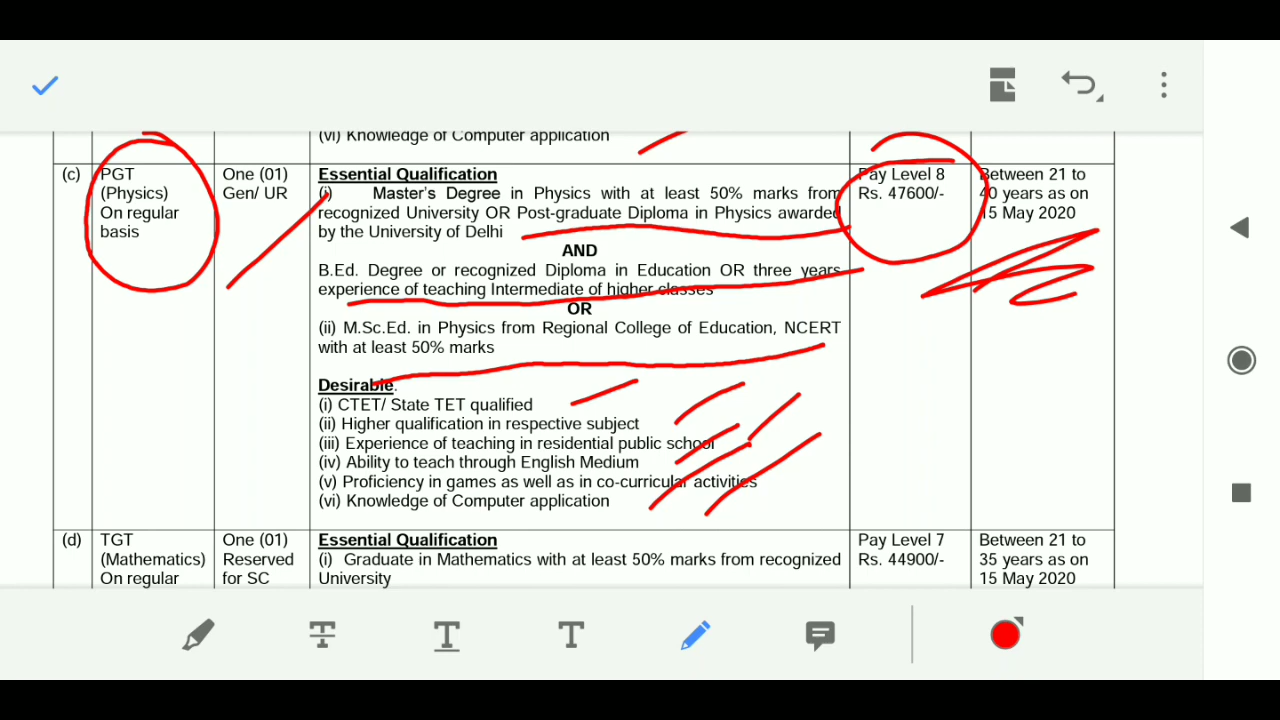 (vi) Knowledge of Computer application
(c)
PGT
(Physics)
On regular
basis
One (01)
Gen/ UR
Essential Qualification
(i) Master's Degree in Physics with at least 50% marks from
recognized University OR Post-graduate Diploma in Physics awarded
by the University of Delhi
AND
B.Ed. Degree or recognized Diploma in Education OR three years
experience of teaching Intermediate of higher classes
OR
(ii) M.Sc.Ed. in Physics from Regional College of Education, NCERT
with at least 50% marks
Desirable.
(i) CTET/ State TET qualified
(ii) Higher qualification in respective subject
(iii) Experience of teaching in residential public school
(iv) Ability to teach through English Medium
(v) Proficiency in games as well as in co-curricular activities
(vi) Knowledge of Computer application
Pay Level 8
Rs. 47600/-
Between 21 to
40 years as on
15 May 2020
(d)
TGT
(Mathematics)
On regular
One (01)
Reserved
for SC
Essential Qualification
(i) Graduate in Mathematics with at least 50% marks from recognized
University
Pay Level 7
Rs. 44900/-
Between 21 to
35 years as on
15 May 2020